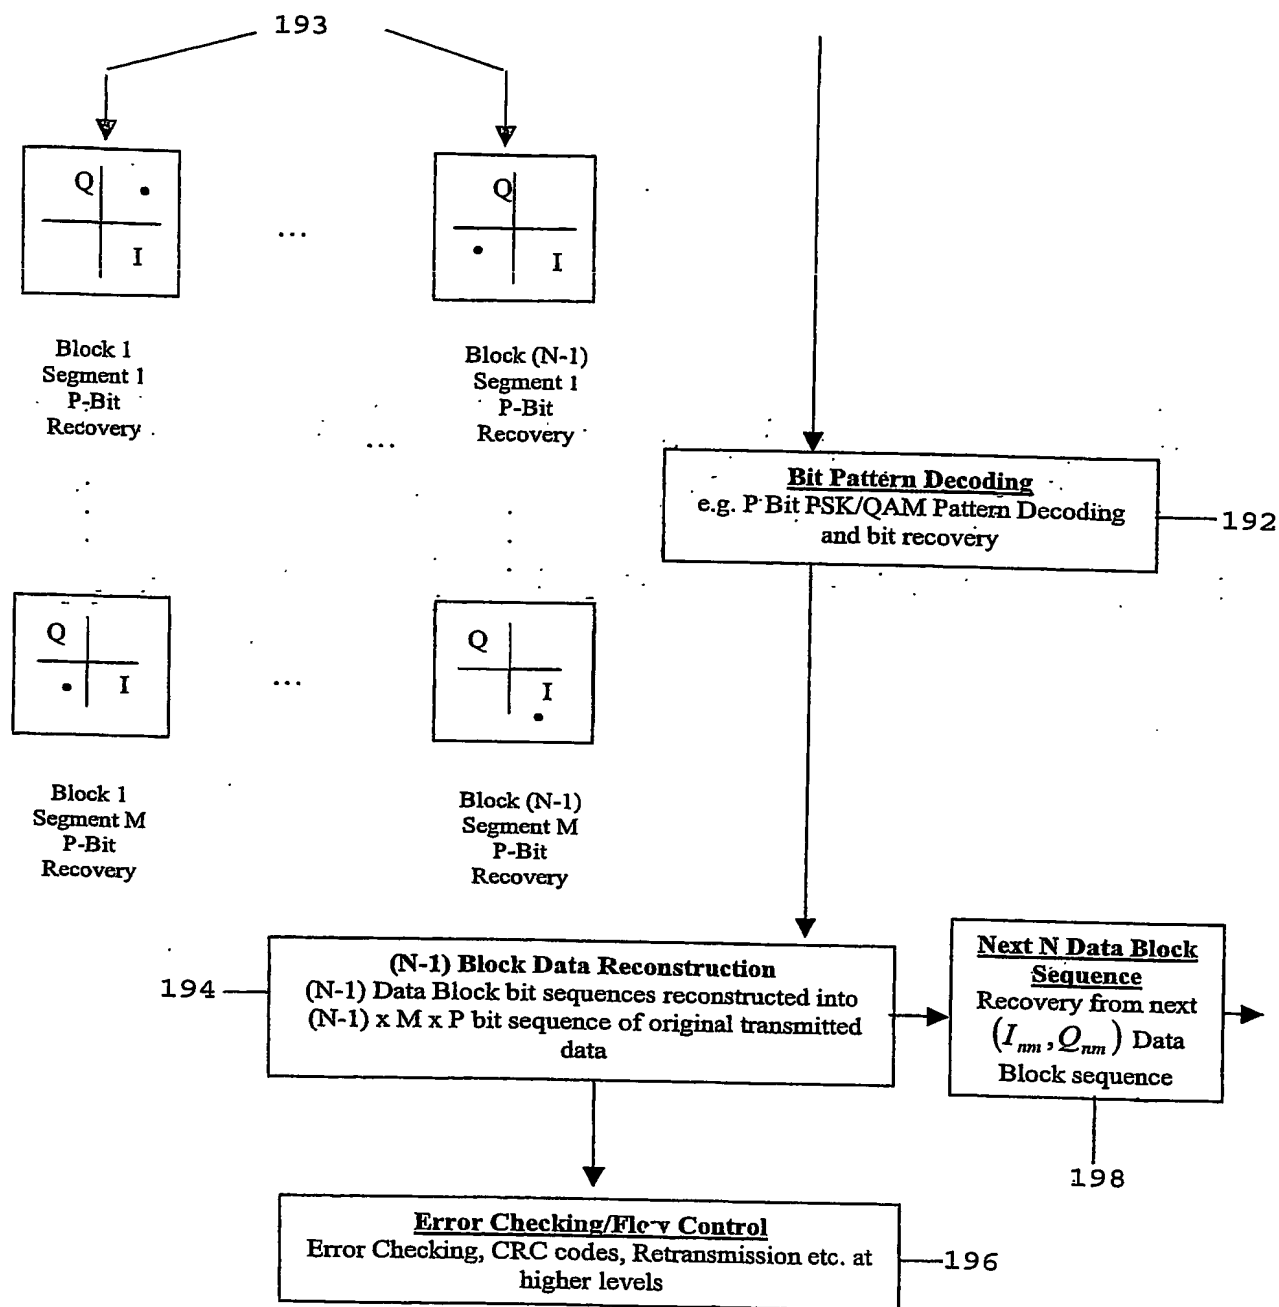 193
Q
I
...
Q
I
Block 1
Segment 1
P-Bit
Recovery
Block (N-1)
Segment 1
P-Bit
Recovery
...
Bit Pattern Decoding
e.g. P Bit PSK/QAM Pattern Decoding
and bit recovery
192
Q
I
...
Q
I
Block 1
Segment M
P-Bit
Recovery
Block (N-1)
Segment M
P-Bit
Recovery
194
(N-1) Block Data Reconstruction
(N-1) Data Block bit sequences reconstructed into
(N-1) x M x P bit sequence of original transmitted
data
Next N Data Block
Sequence
Recovery from next
(I_nm, Q_nm) Data
Block sequence
198
Error Checking/Flow Control
Error Checking, CRC codes, Retransmission etc. at
higher levels
196